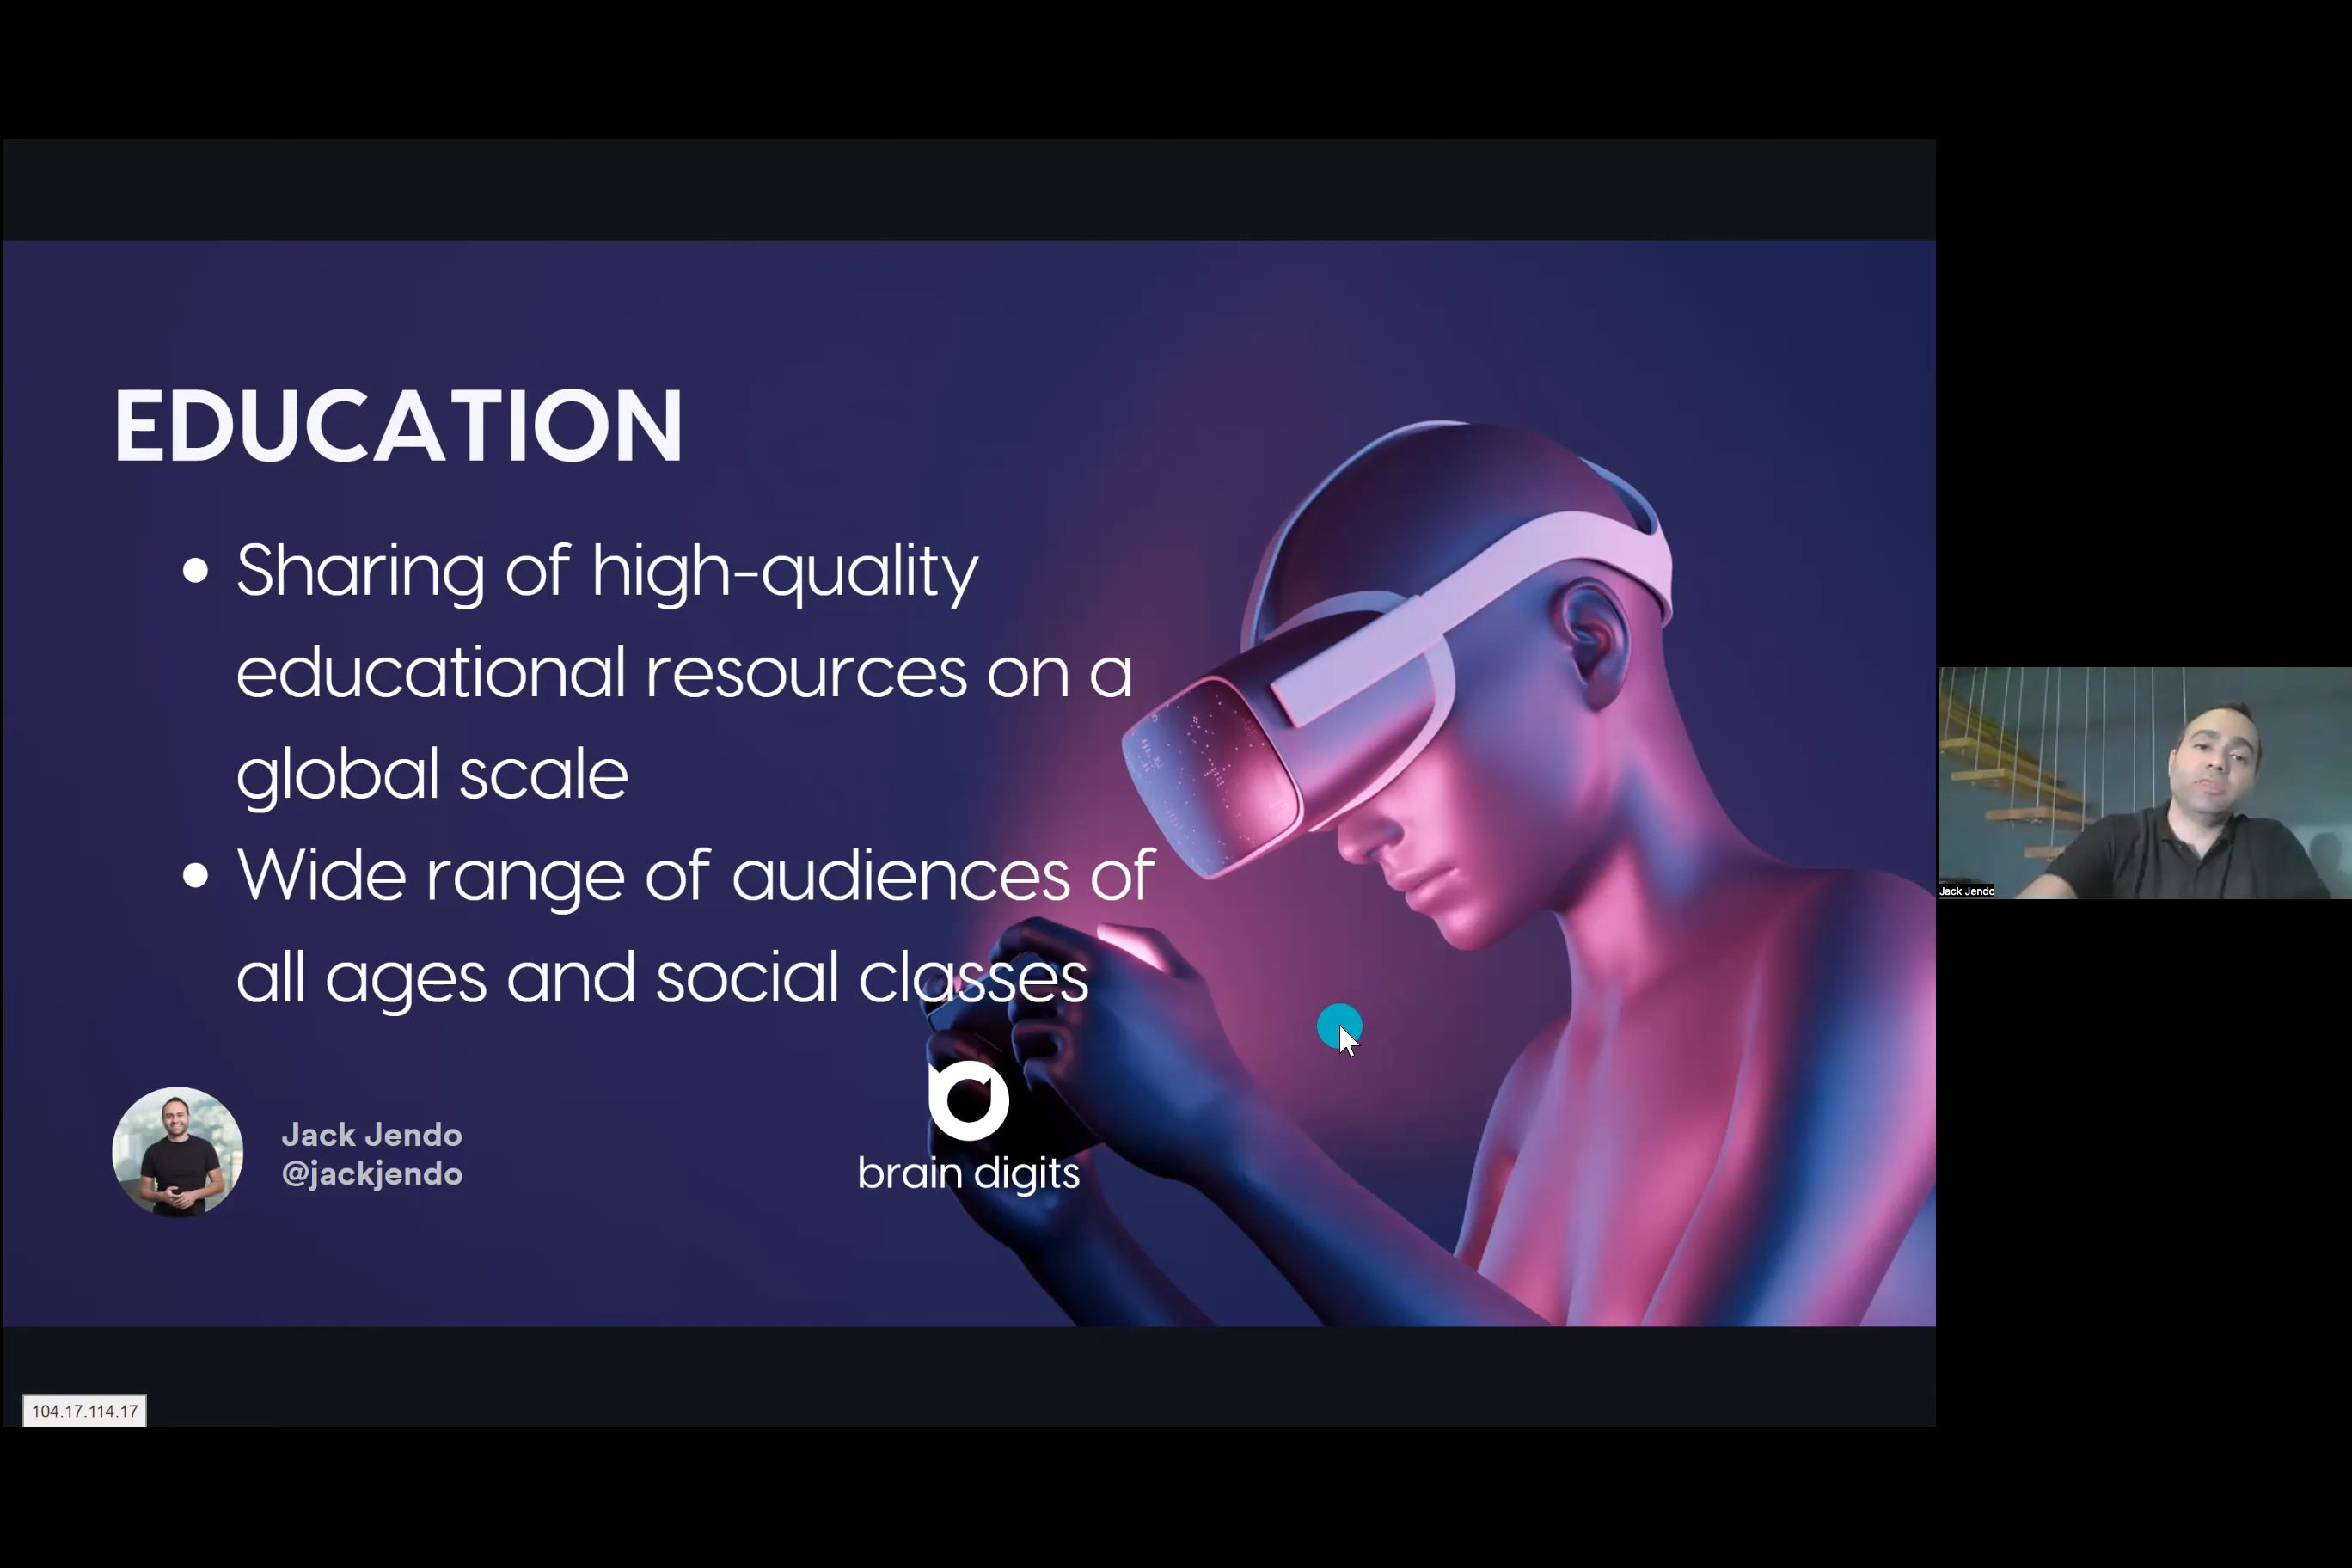 EDUCATION
• Sharing of high-quality
educational resources on a
global scale
• Wide range of audiences of
all ages and social classes
Jack Jendo
@jackjendo
brain digits
Jack Jendo
104.17.114.17